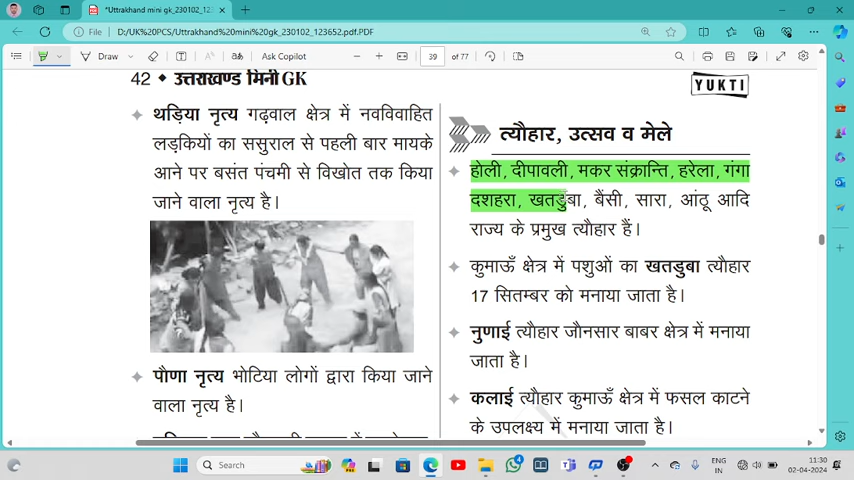 *Uttrakhand mini gk_230102_123
File
D:/UK%20PCS/Uttrakhand%20mini%20gk_230102_123652.pdf.PDF
Draw
Ask Copilot
39 of 77
42 ◆ उत्तराखण्ड मिनी GK
YUKTI
थड़िया नृत्य गढ़वाल क्षेत्र में नवविवाहित
लड़कियों का ससुराल से पहली बार मायके
आने पर बसंत पंचमी से विखोत तक किया
जाने वाला नृत्य है।
पौणा नृत्य भोटिया लोगों द्वारा किया जाने
वाला नृत्य है।
त्यौहार, उत्सव व मेले
होली, दीपावली, मकर संक्रान्ति, हरेला, गंगा
दशहरा, खतडुबा, बैंसी, सारा, आंठू आदि
राज्य के प्रमुख त्यौहार हैं।
कुमाऊँ क्षेत्र में पशुओं का खतडुबा त्यौहार
17 सितम्बर को मनाया जाता है।
नुणाई त्यौहार जौनसार बाबर क्षेत्र में मनाया
जाता है।
कलाई त्यौहार कुमाऊँ क्षेत्र में फसल काटने
के उपलक्ष्य में मनाया जाता है।
Search
4
ENG
IN
11:30
02-04-2024